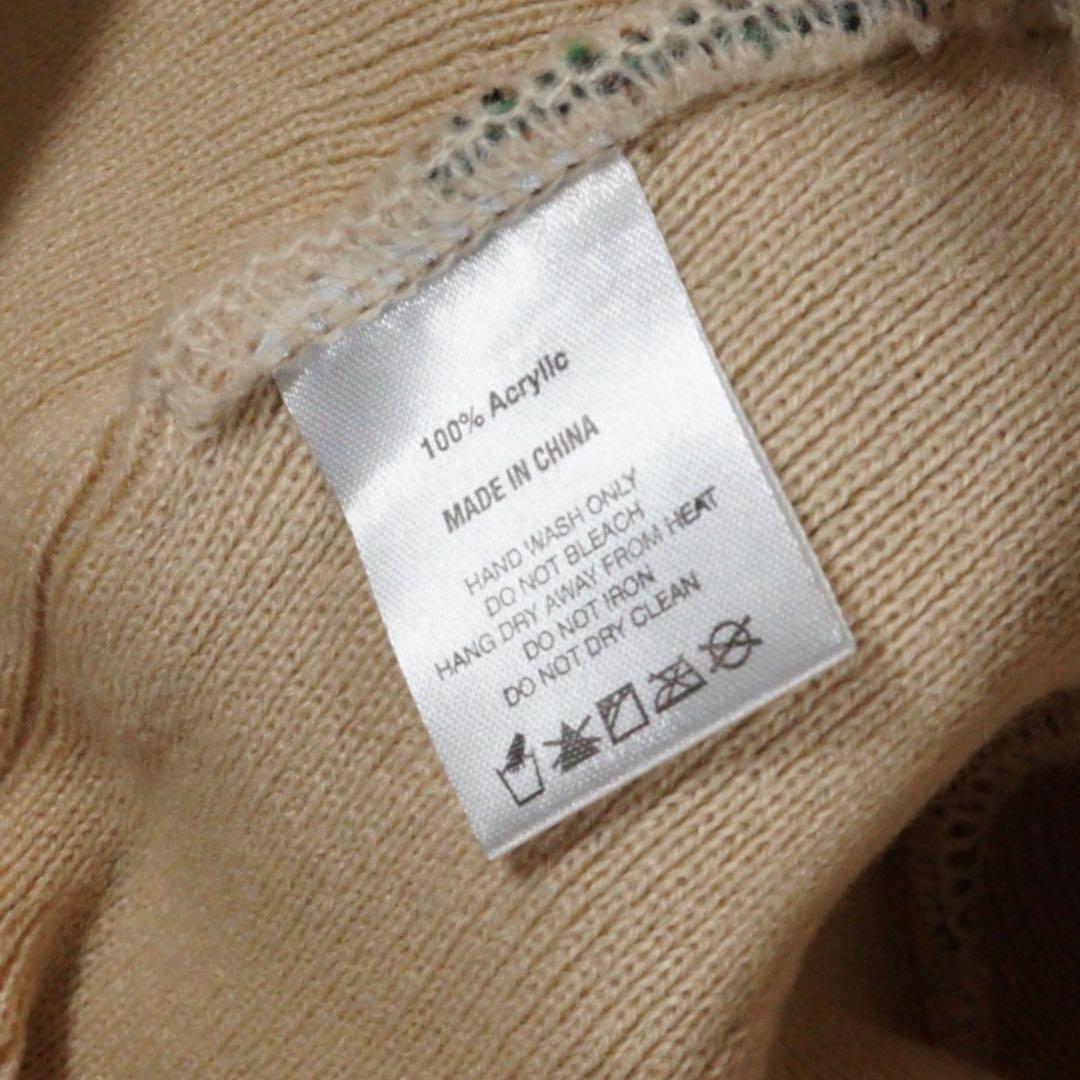 100% Acrylic
MADE IN CHINA
HAND WASH ONLY
DO NOT BLEACH
HANG DRY AWAY FROM HEAT
DO NOT IRON
DO NOT DRY CLEAN